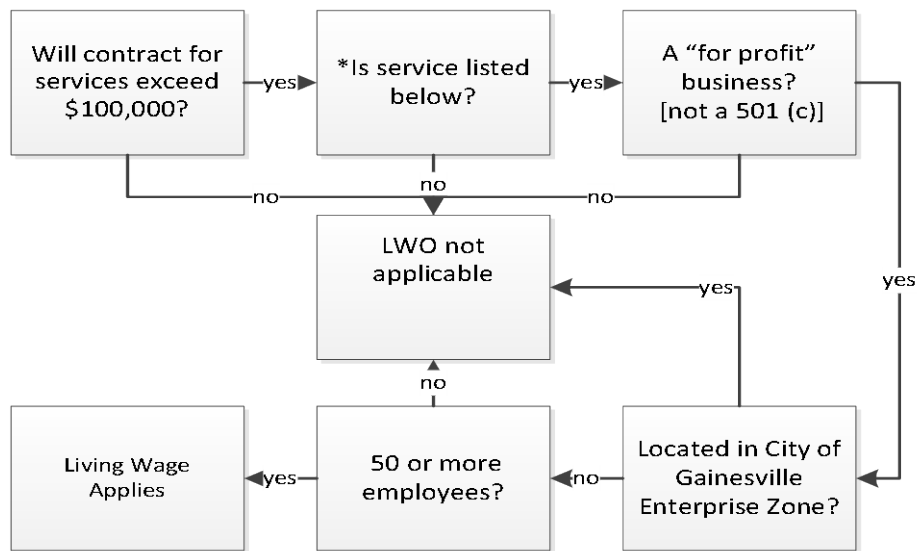 Will contract for
services exceed
$100,000?
yes
*Is service listed
below?
yes
A “for profit”
business?
[not a 501 (c)]
no
no
no
yes
LWO not
applicable
yes
no
Living Wage
Applies
yes
50 or more
employees?
no
Located in City of
Gainesville
Enterprise Zone?